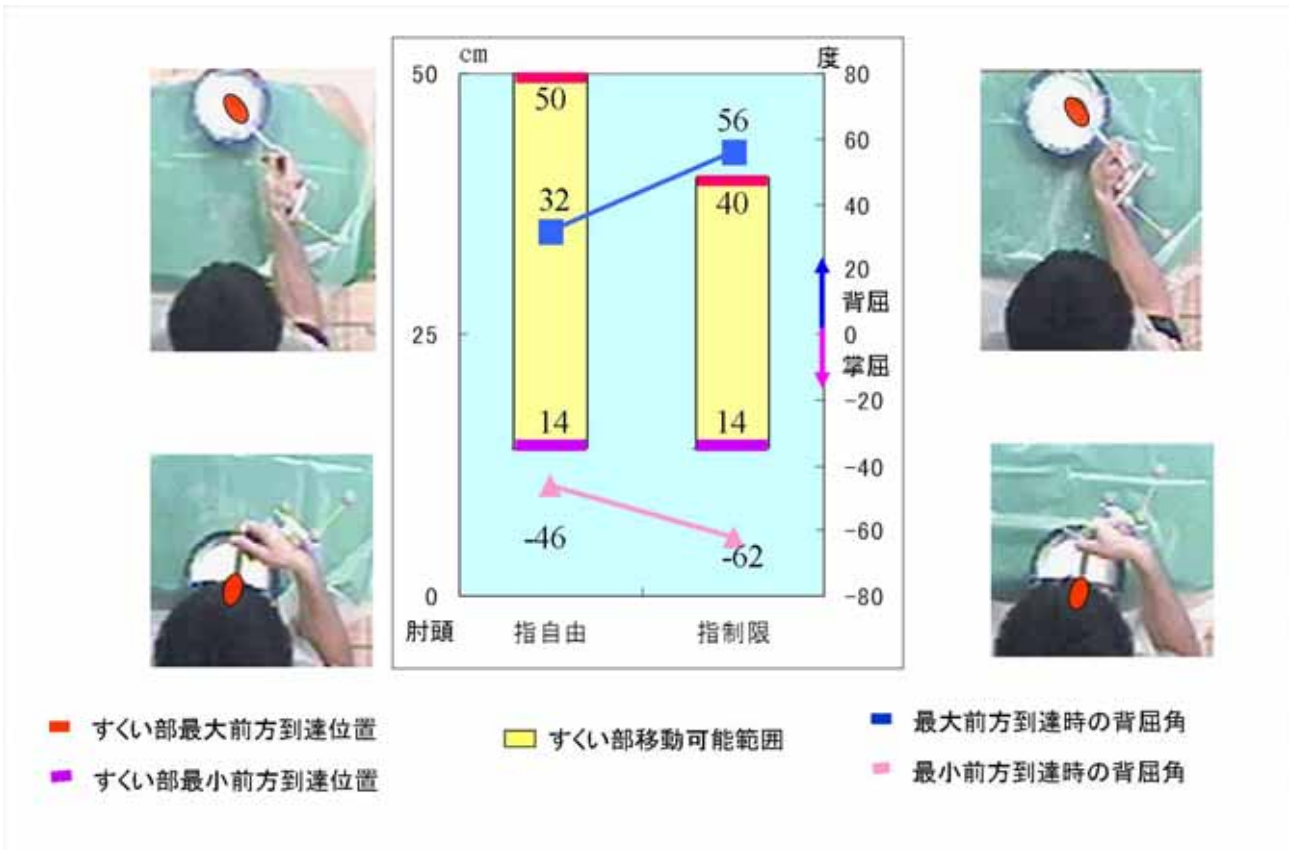 cm 度
50 80
50
56
60
32
40
40
20
背屈
25 0
掌屈
14 14
-20
-40
-46
-62
-60
0 -80
肘頭 指自由 指制限
すくい部最大前方到達位置
すくい部移動可能範囲
最大前方到達時の背屈角
すくい部最小前方到達位置
最小前方到達時の背屈角